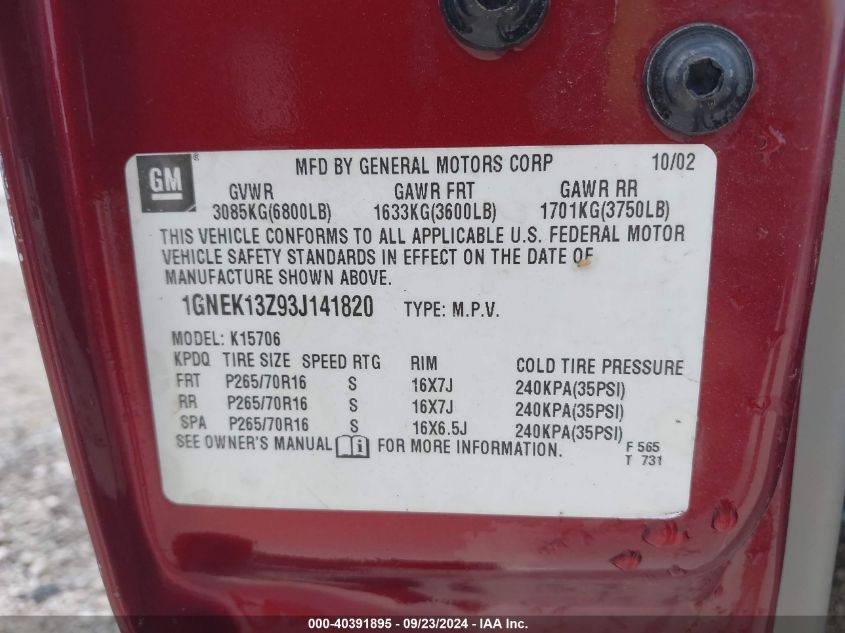 GM ® MFD BY GENERAL MOTORS CORP 10/02
GVWR GAWR FRT GAWR RR
3085KG(6800LB) 1633KG(3600LB) 1701KG(3750LB)
THIS VEHICLE CONFORMS TO ALL APPLICABLE U.S. FEDERAL MOTOR
VEHICLE SAFETY STANDARDS IN EFFECT ON THE DATE OF
MANUFACTURE SHOWN ABOVE.
1GNEK13Z93J141820 TYPE: M.P.V.
MODEL: K15706
KPDQ TIRE SIZE SPEED RTG RIM COLD TIRE PRESSURE
FRT P265/70R16 S 16X7J 240KPA(35PSI)
RR P265/70R16 S 16X7J 240KPA(35PSI)
SPA P265/70R16 S 16X6.5J 240KPA(35PSI)
SEE OWNER'S MANUAL i FOR MORE INFORMATION.
F 565
T 731
000-40391895 - 09/23/2024 - IAA Inc.